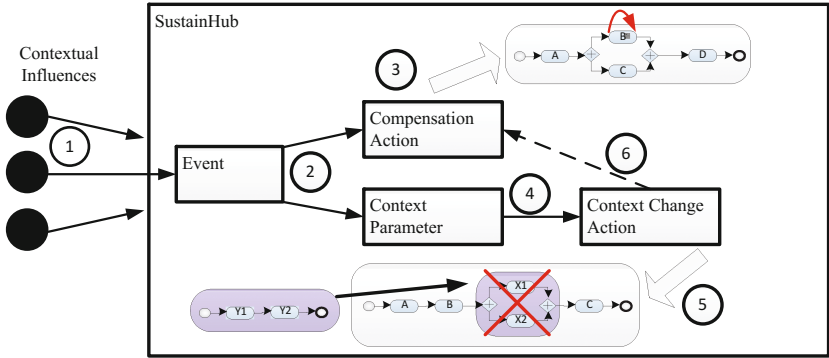 SustainHub
Contextual
Influences
1
3
A
B
C
D
Compensation
Action
Event
2
6
Context
Parameter
4
Context Change
Action
5
Y1
Y2
A
B
X1
X2
C